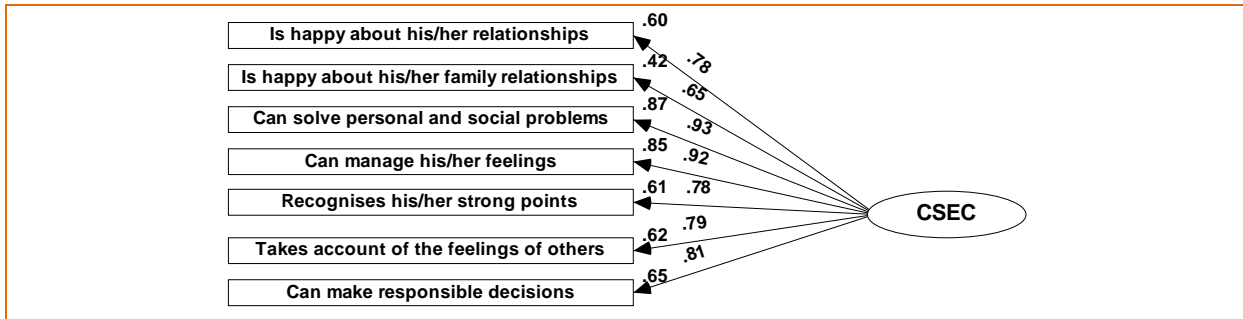 .60
Is happy about his/her relationships
.78
.42
Is happy about his/her family relationships
.65
.87
Can solve personal and social problems
.93
.85
Can manage his/her feelings
.92
.61
Recognises his/her strong points
.78
CSEC
.62
Takes account of the feelings of others
.79
.65
Can make responsible decisions
.81